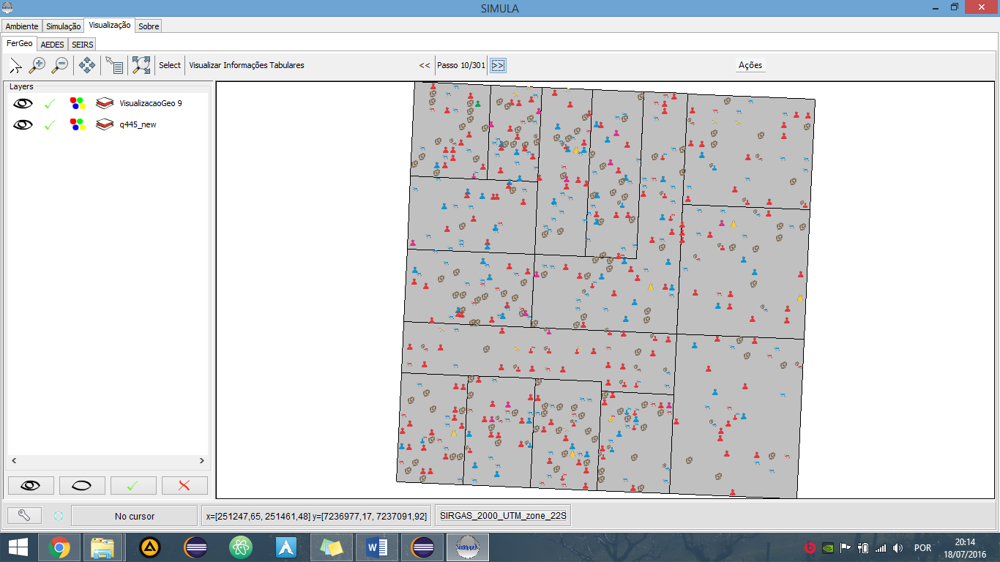 SIMULA
Ambiente Simulação Visualização Sobre
FerGeo AEDES SEIRS
Select Visualizar Informações Tabulares << Passo 10/301 >> Ações
Layers
VisualizacaoGeo 9
q445_new
No cursor x=[251247,65, 251461,48] y=[7236977,17, 7237091,92] SIRGAS_2000_UTM_zone_22S
POR
20:14
18/07/2016